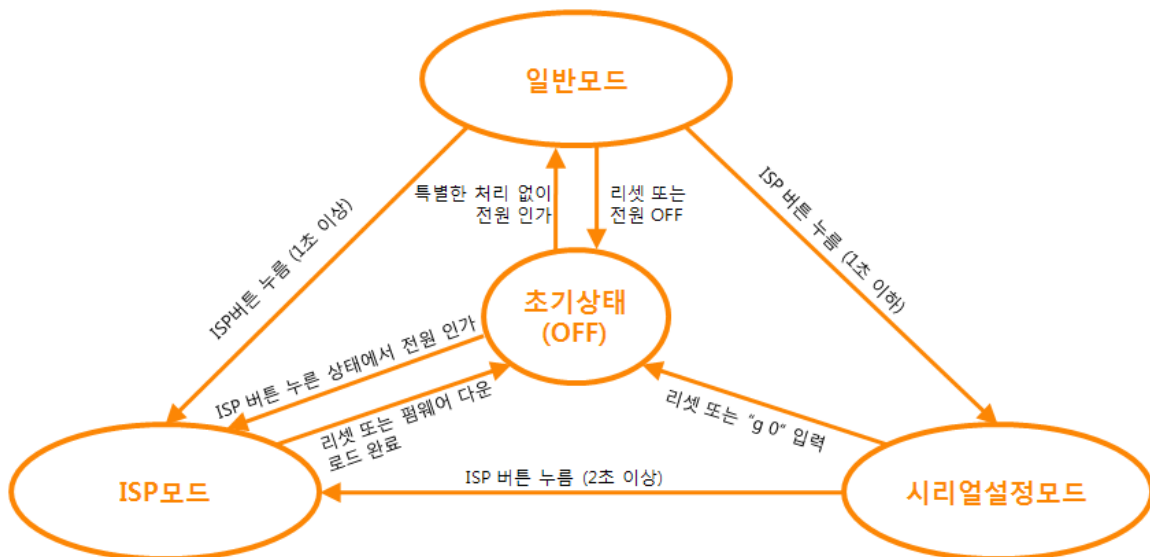 일반모드
특별한 처리 없이
전원 인가
리셋 또는
전원 OFF
ISP버튼 누름 (1초 이상)
ISP 버튼 누름 (1초 이하)
초기상태
(OFF)
ISP 버튼 누른 상태에서 전원 인가
리셋 또는 펌웨어 다운
로드 완료
리셋 또는 “g 0” 입력
ISP모드
ISP 버튼 누름 (2초 이상)
시리얼설정모드